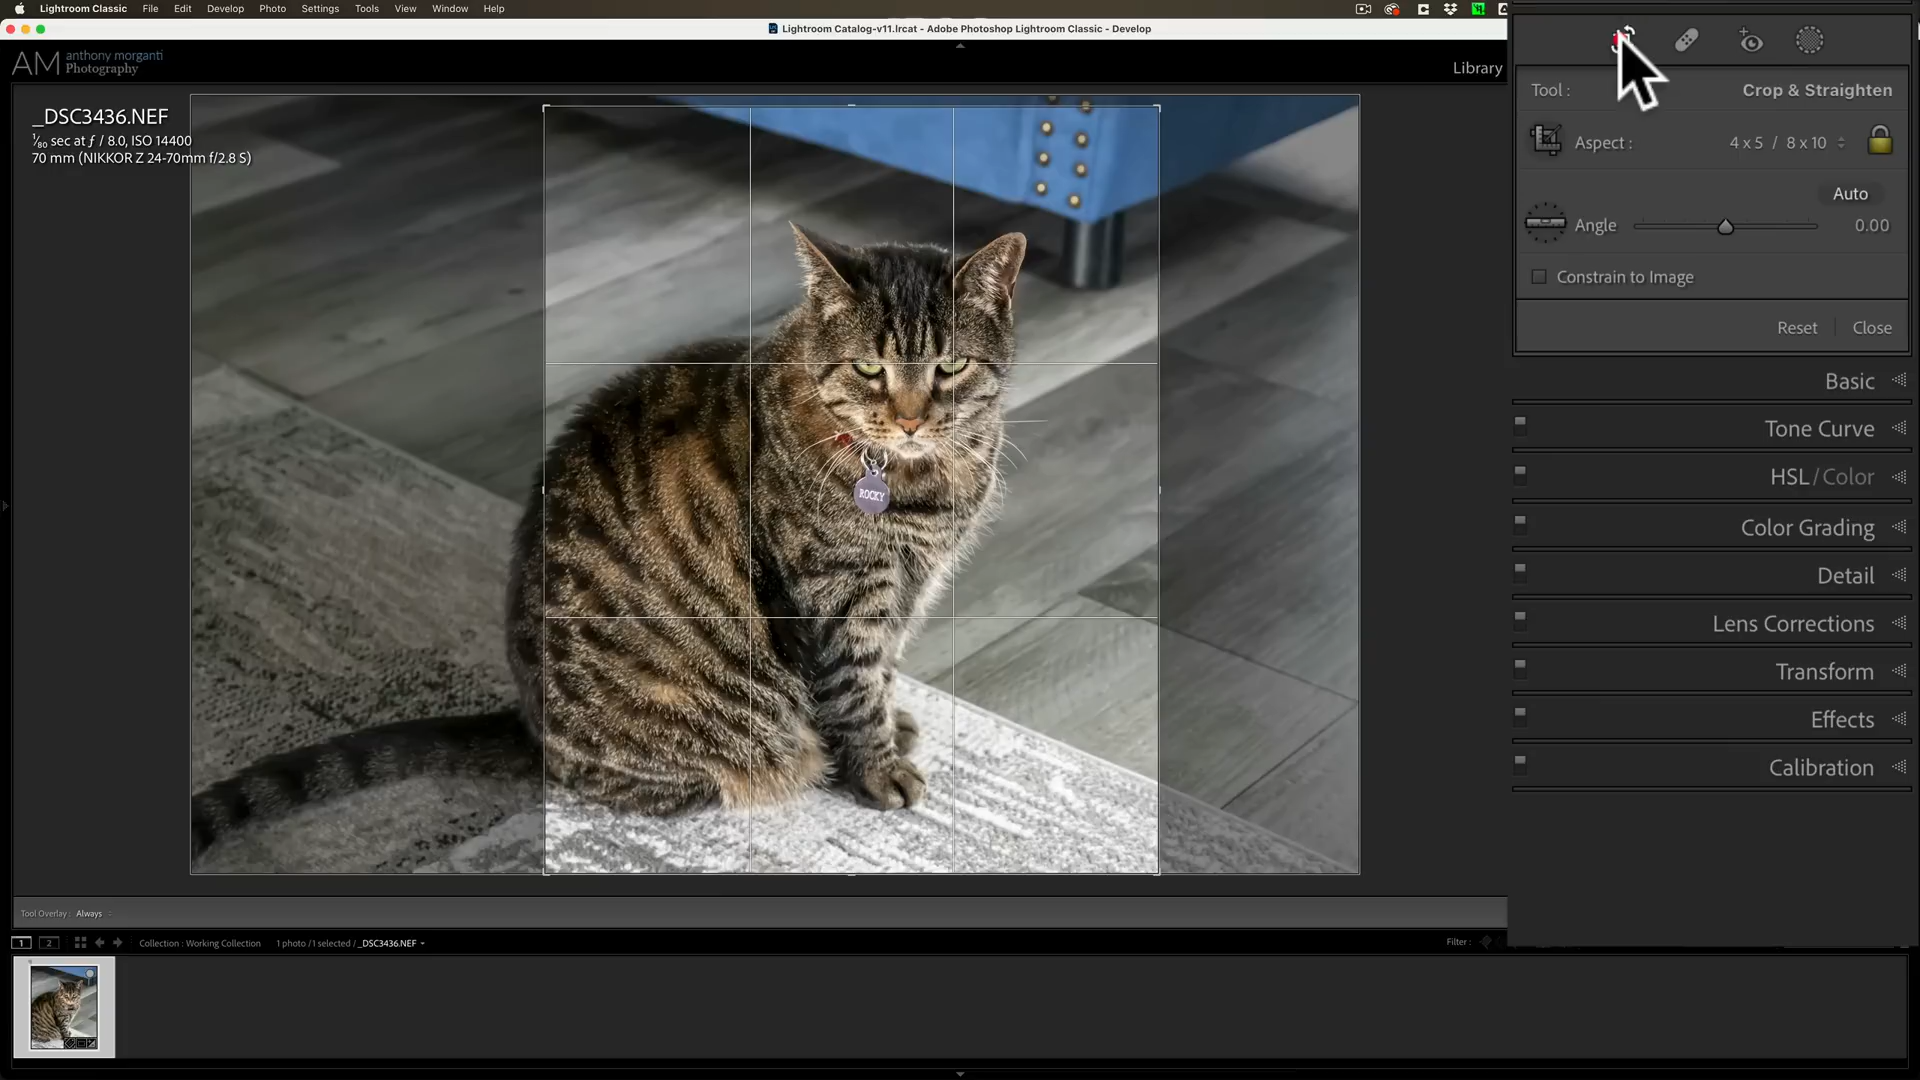 Lightroom Classic File Edit Develop Photo Settings Tools View Window Help
Lightroom Catalog-v11.lrcat - Adobe Photoshop Lightroom Classic - Develop
AM anthony morganti
Photography
Library
_DSC3436.NEF
1/80 sec at ƒ / 8.0, ISO 14400
70 mm (NIKKOR Z 24-70mm f/2.8 S)
Tool : Crop & Straighten
Aspect : 4 x 5 / 8 x 10
Auto
Angle 0.00
Constrain to Image
Reset Close
Basic
Tone Curve
HSL / Color
Color Grading
Detail
Lens Corrections
Transform
Effects
Calibration
ROCKY
Tool Overlay : Always
1 2 Collection : Working Collection 1 photo / 1 selected / _DSC3436.NEF Filter :